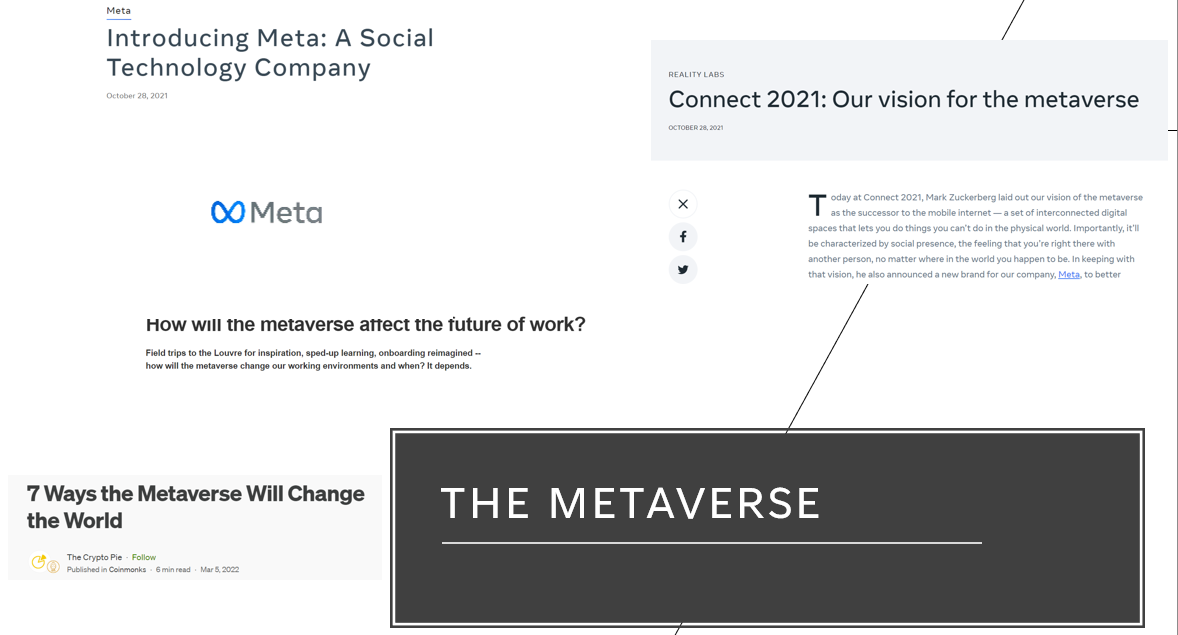 Meta
Introducing Meta: A Social
Technology Company
October 28, 2021
REALITY LABS
Connect 2021: Our vision for the metaverse
OCTOBER 28, 2021
Meta
Today at Connect 2021, Mark Zuckerberg laid out our vision of the metaverse
as the successor to the mobile internet — a set of interconnected digital
spaces that lets you do things you can't do in the physical world. Importantly, it'll
be characterized by social presence, the feeling that you're right there with
another person, no matter where in the world you happen to be. In keeping with
that vision, he also announced a new brand for our company, Meta, to better
How will the metaverse affect the future of work?
Field trips to the Louvre for inspiration, sped-up learning, onboarding reimagined --
how will the metaverse change our working environments and when? It depends.
7 Ways the Metaverse Will Change
the World
The Crypto Pie · Follow
Published in Coinmonks · 6 min read · Mar 5, 2022
THE METAVERSE